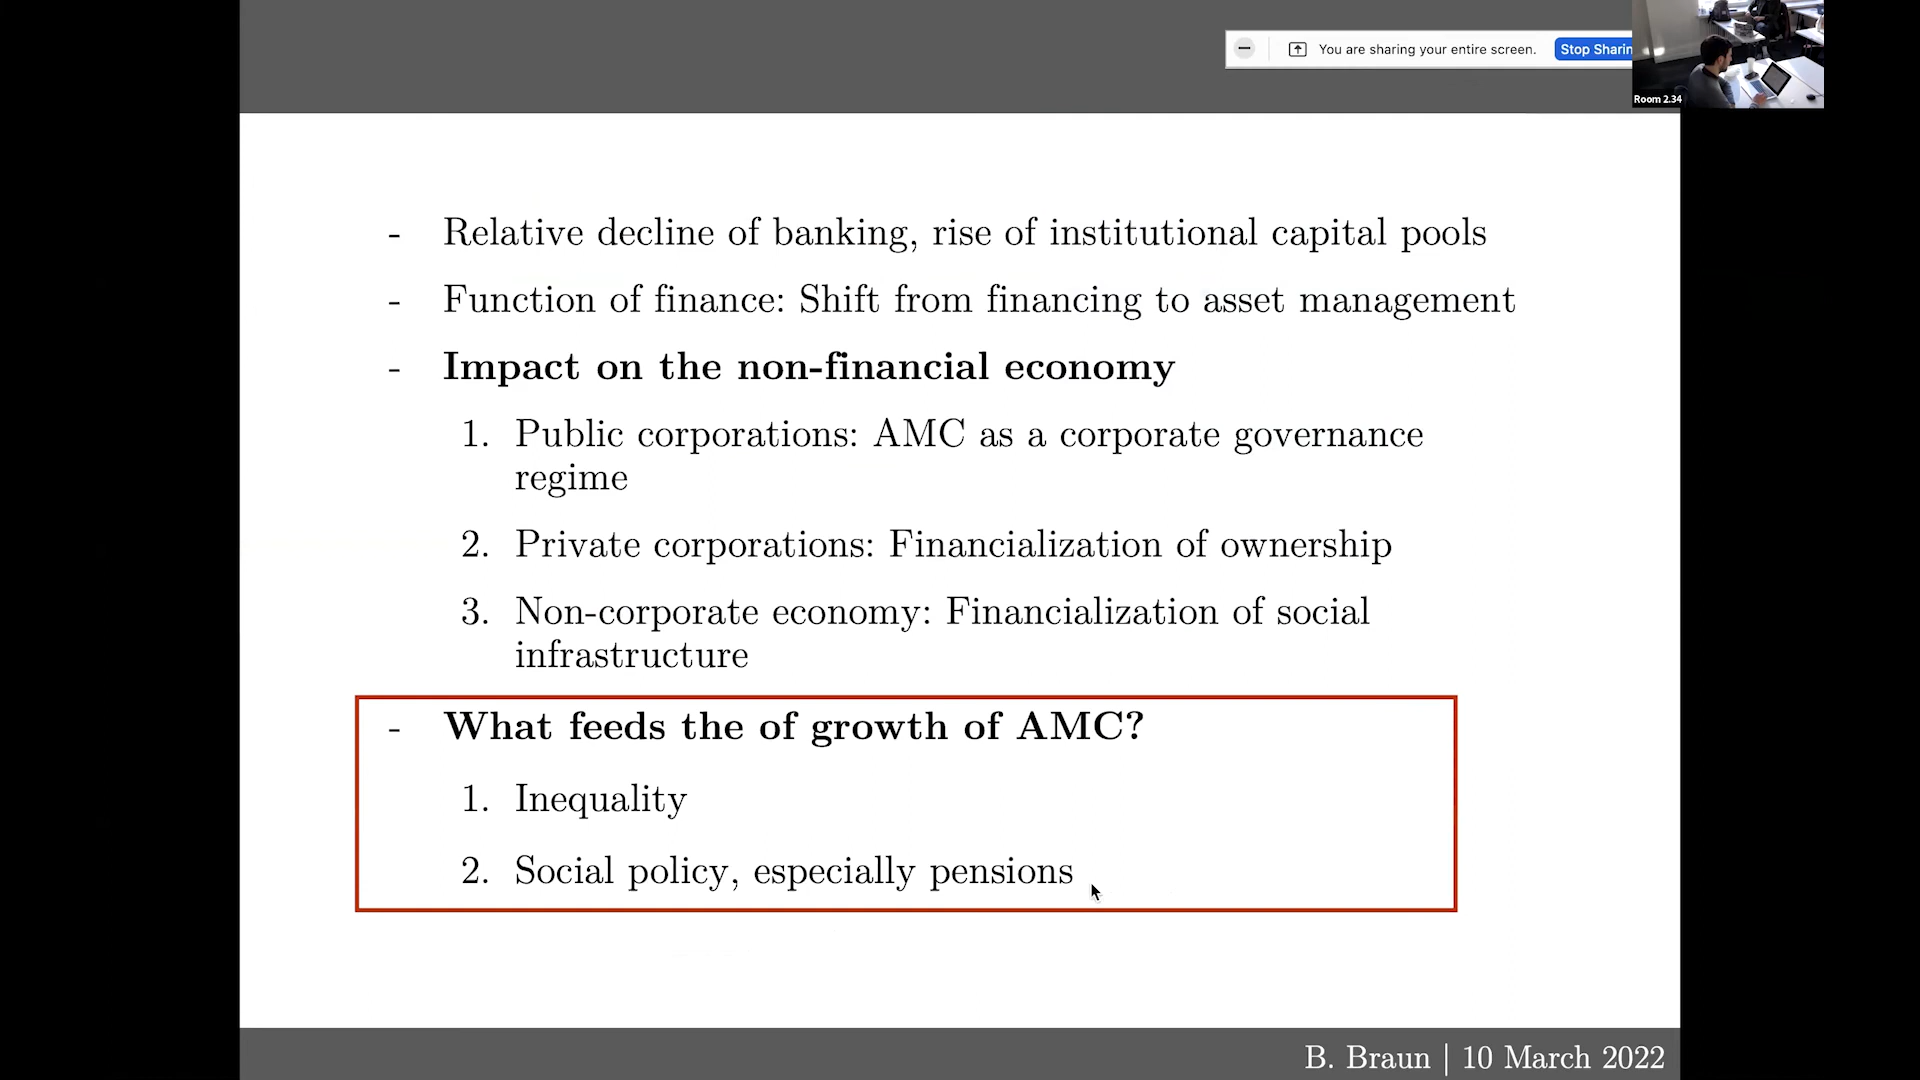 You are sharing your entire screen.
Stop Sharin
Room 2.34
- Relative decline of banking, rise of institutional capital pools
- Function of finance: Shift from financing to asset management
- Impact on the non-financial economy
1. Public corporations: AMC as a corporate governance
regime
2. Private corporations: Financialization of ownership
3. Non-corporate economy: Financialization of social
infrastructure
- What feeds the of growth of AMC?
1. Inequality
2. Social policy, especially pensions
B. Braun | 10 March 2022